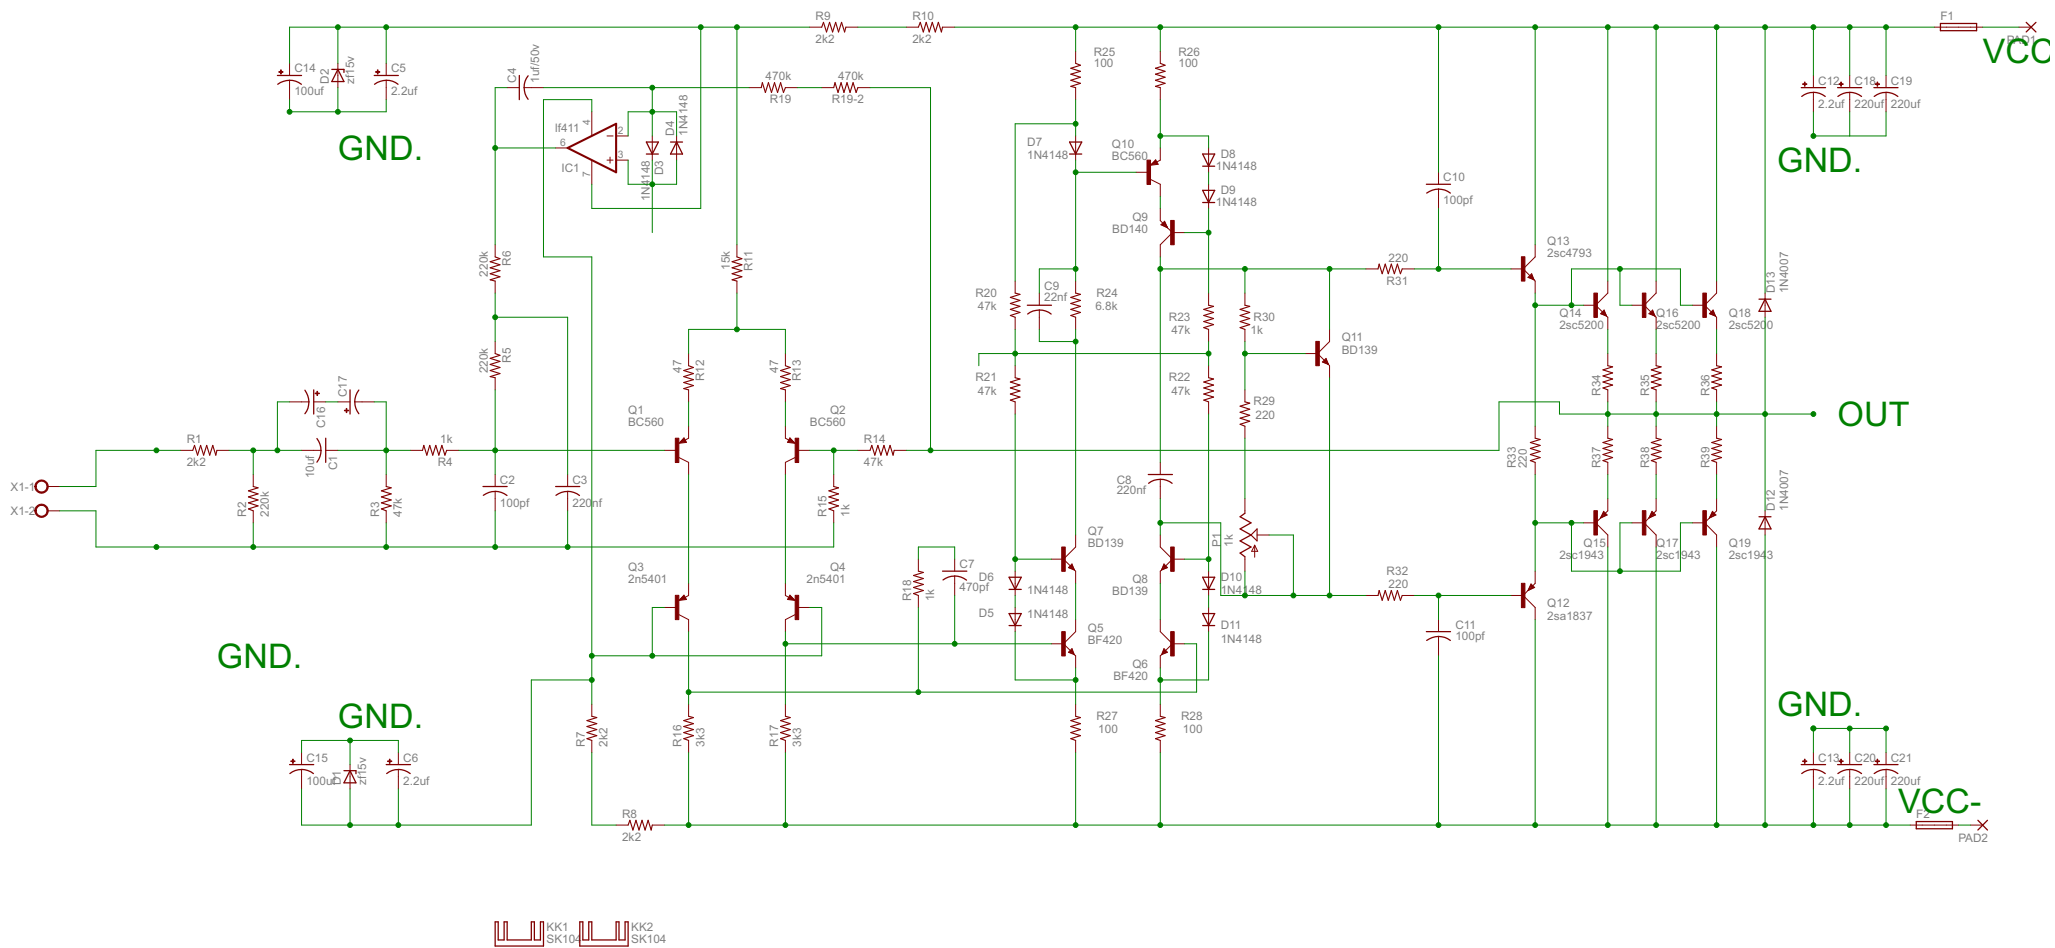 R9
2k2
R10
2k2
F1
PAD1
VCC
C14
100uf
D2
zf15v
C5
2.2uf
GND.
C4
1uf/50v
470k
R19
470k
R19-2
lf411
IC1
4
6
7
2
3
D4
1N4148
1N4148
D3
R25
100
R26
100
D7
1N4148
Q10
BC560
D8
1N4148
D9
1N4148
Q9
BD140
C10
100pf
C12
2.2uf
C18
220uf
C19
220uf
GND.
220k
R6
15k
R11
R20
47k
C9
22nf
R24
6.8k
R23
47k
R30
1k
220
R31
Q13
2sc4793
Q14
2sc5200
Q16
2sc5200
Q18
2sc5200
D13
1N4007
220k
R5
47
R12
47
R13
R21
47k
R22
47k
R29
220
Q11
BD139
R34
R35
R36
OUT
C16
C17
10uf
C1
R1
2k2
1k
R4
Q1
BC560
Q2
BC560
R14
47k
X1-1
X1-2
R2
220k
R3
47k
C2
100pf
C3
220nf
R15
1k
C8
220nf
P1
1k
R33
220
R37
R38
R39
D12
1N4007
Q3
2n5401
Q4
2n5401
R18
1k
C7
470pf
D6
1N4148
D5
1N4148
Q7
BD139
Q8
BD139
D10
1N4148
D11
1N4148
Q5
BF420
Q6
BF420
R32
220
C11
100pf
Q15
2sc1943
Q17
2sc1943
Q19
2sc1943
Q12
2sa1837
GND.
GND.
C15
100uf
D1
zf15v
C6
2.2uf
R7
2k2
R16
3k3
R17
3k3
R27
100
R28
100
R8
2k2
GND.
C13
2.2uf
C20
220uf
C21
220uf
VCC-
F2
PAD2
KK1
SK104
KK2
SK104